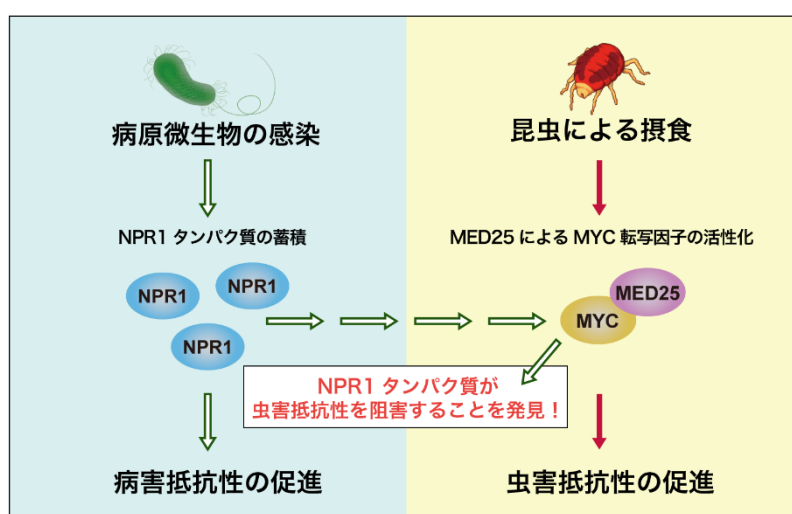 病原微生物の感染
昆虫による摂食
NPR1 タンパク質の蓄積
MED25 による MYC 転写因子の活性化
NPR1
NPR1
NPR1
MED25
MYC
NPR1 タンパク質が
虫害抵抗性を阻害することを発見！
病害抵抗性の促進
虫害抵抗性の促進